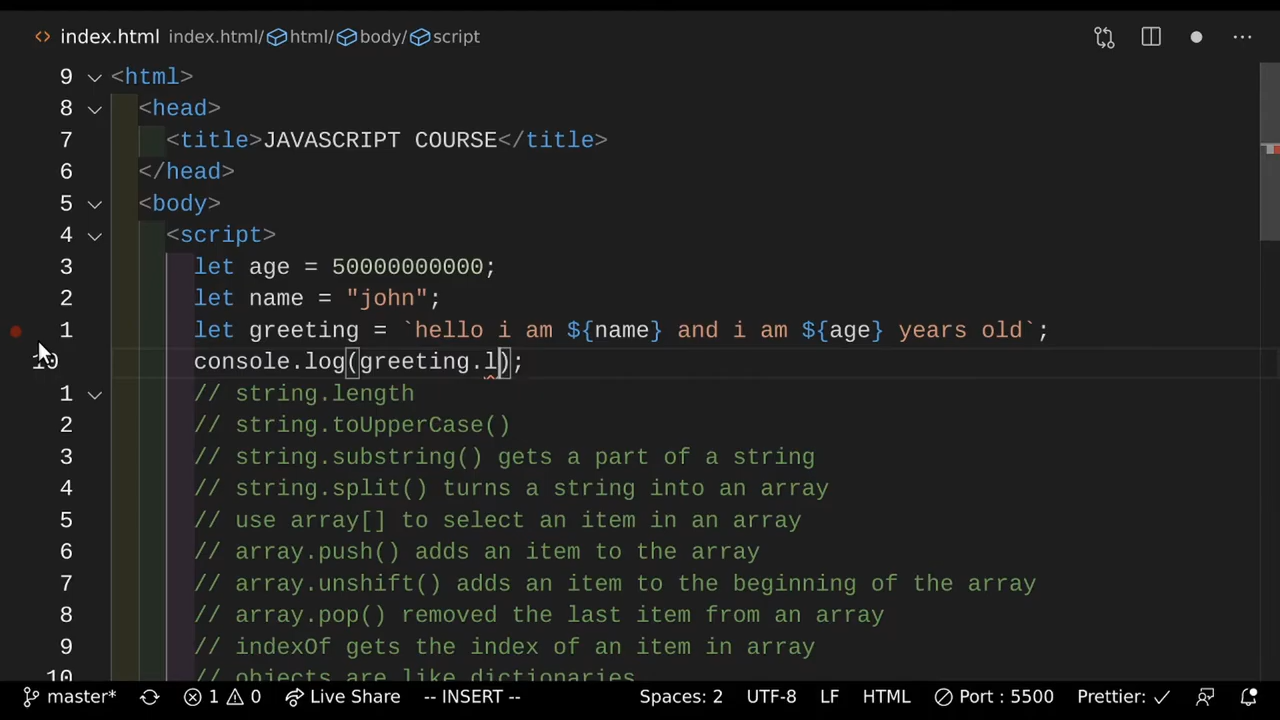 index.html index.html/html/body/script
9 <html>
8 <head>
7 <title>JAVASCRIPT COURSE</title>
6 </head>
5 <body>
4 <script>
3 let age = 50000000000;
2 let name = "john";
1 let greeting = `hello i am ${name} and i am ${age} years old`;
10 console.log(greeting.l);
1 // string.length
2 // string.toUpperCase()
3 // string.substring() gets a part of a string
4 // string.split() turns a string into an array
5 // use array[] to select an item in an array
6 // array.push() adds an item to the array
7 // array.unshift() adds an item to the beginning of the array
8 // array.pop() removed the last item from an array
9 // indexOf gets the index of an item in array
10 // objects are like dictionaries
master* 1 0 Live Share -- INSERT -- Spaces: 2 UTF-8 LF HTML Port : 5500 Prettier: